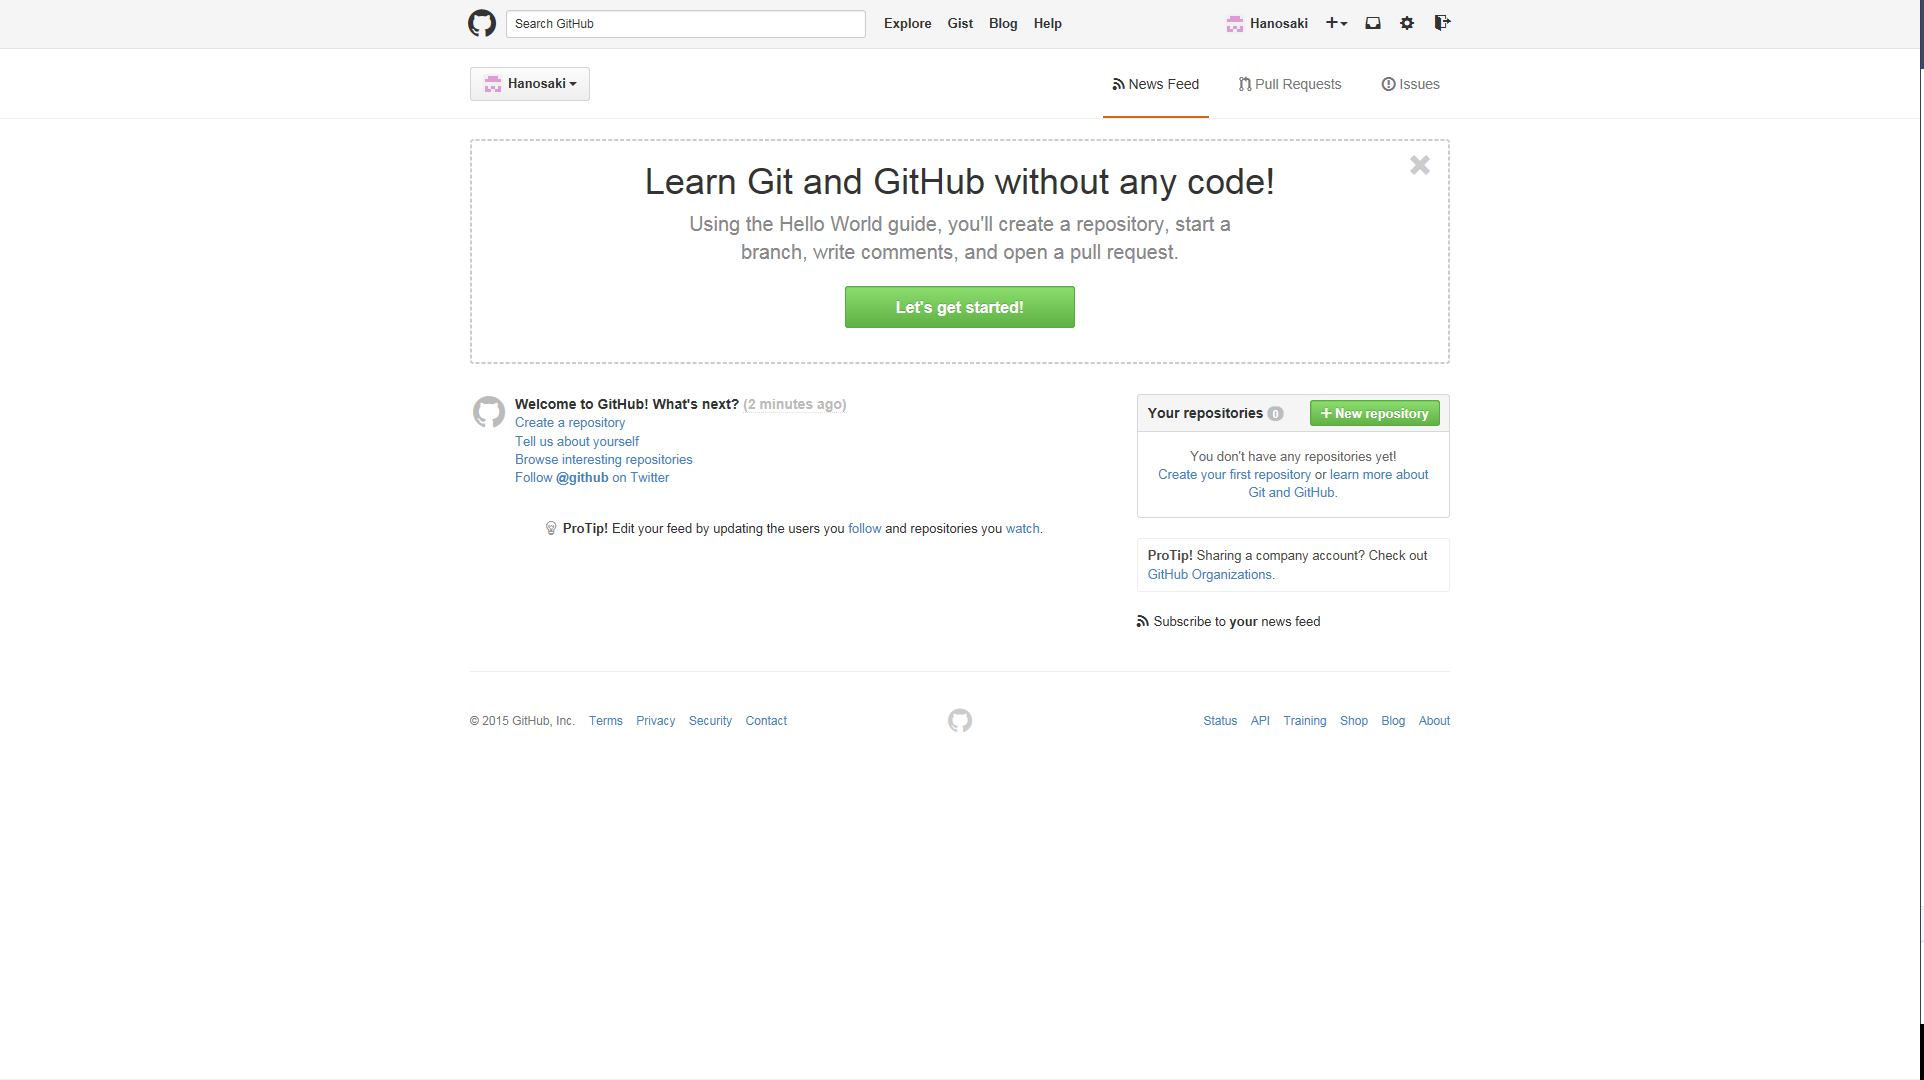 Search GitHub
Explore Gist Blog Help
Hanosaki
Hanosaki
News Feed Pull Requests Issues
Learn Git and GitHub without any code!
Using the Hello World guide, you'll create a repository, start a
branch, write comments, and open a pull request.
Let's get started!
Welcome to GitHub! What's next? (2 minutes ago)
Create a repository
Tell us about yourself
Browse interesting repositories
Follow @github on Twitter
ProTip! Edit your feed by updating the users you follow and repositories you watch.
Your repositories 0 New repository
You don't have any repositories yet!
Create your first repository or learn more about
Git and GitHub.
ProTip! Sharing a company account? Check out
GitHub Organizations.
Subscribe to your news feed
© 2015 GitHub, Inc. Terms Privacy Security Contact
Status API Training Shop Blog About